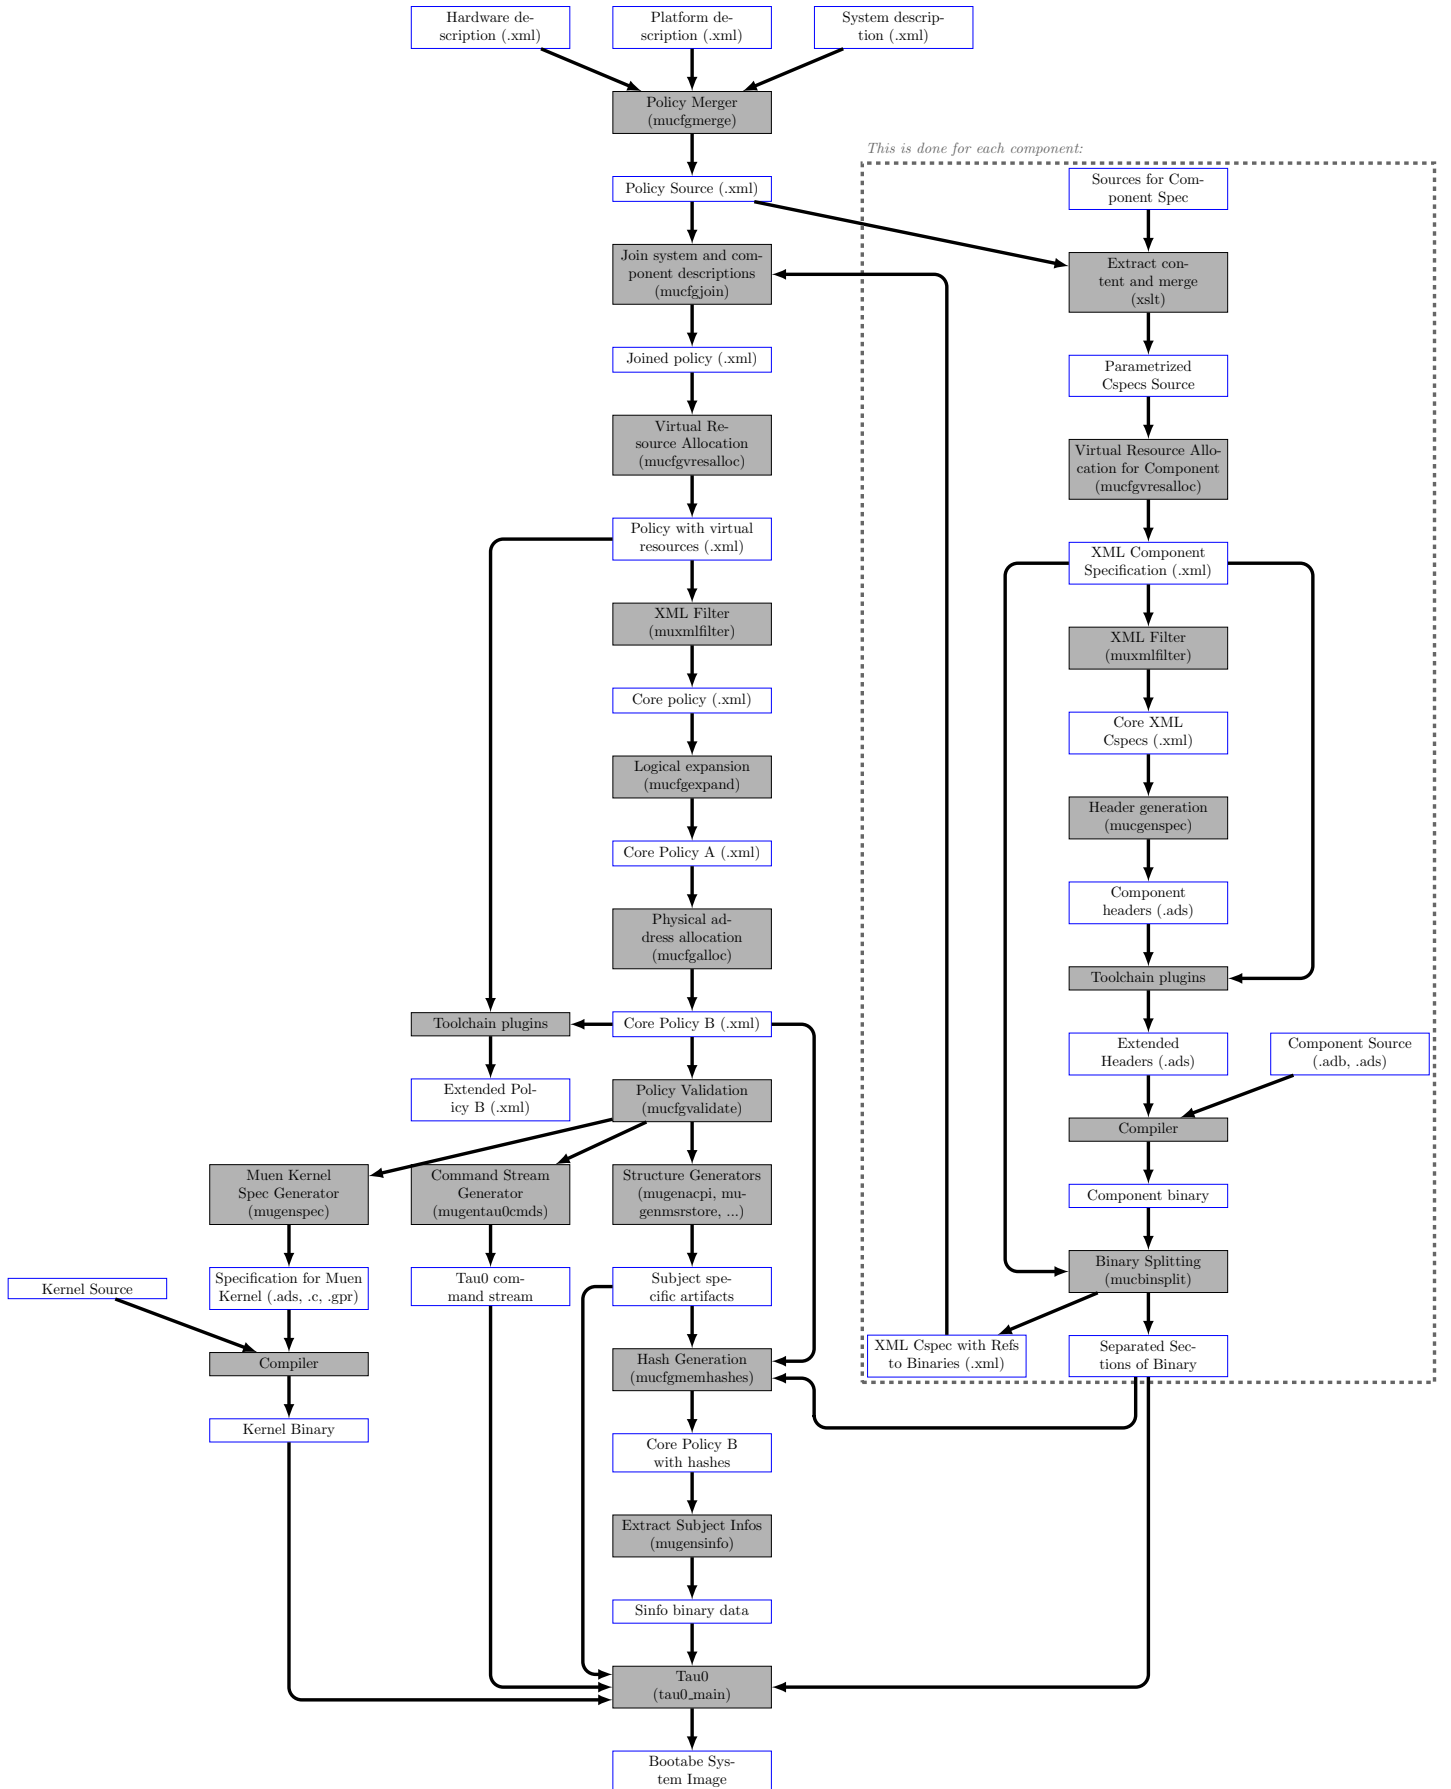 Hardware de-
scription (.xml)
Platform de-
scription (.xml)
System descrip-
tion (.xml)
Policy Merger
(mucfgmerge)
Policy Source (.xml)
Join system and com-
ponent descriptions
(mucfgjoin)
Joined policy (.xml)
Virtual Re-
source Allocation
(mucfgvresalloc)
Policy with virtual
resources (.xml)
XML Filter
(muxmlfilter)
Core policy (.xml)
Logical expansion
(mucfgexpand)
Core Policy A (.xml)
Physical ad-
dress allocation
(mucfgalloc)
Toolchain plugins
Core Policy B (.xml)
Extended Pol-
icy B (.xml)
Policy Validation
(mucfgvalidate)
Muen Kernel
Spec Generator
(mugenspec)
Command Stream
Generator
(mugentau0cmds)
Structure Generators
(mugenacpi, mu-
genmsrstore, ...)
Kernel Source
Specification for Muen
Kernel (.ads, .c, .gpr)
Tau0 com-
mand stream
Subject spe-
cific artifacts
Compiler
Hash Generation
(mucfgmemhashes)
Kernel Binary
Core Policy B
with hashes
Extract Subject Infos
(mugensinfo)
Sinfo binary data
Tau0
(tau0_main)
Bootabe Sys-
tem Image
This is done for each component:
Sources for Com-
ponent Spec
Extract con-
tent and merge
(xslt)
Parametrized
Cspecs Source
Virtual Resource Allo-
cation for Component
(mucfgvresalloc)
XML Component
Specification (.xml)
XML Filter
(muxmlfilter)
Core XML
Cspecs (.xml)
Header generation
(mucgenspec)
Component
headers (.ads)
Toolchain plugins
Extended
Headers (.ads)
Component Source
(.adb, .ads)
Compiler
Component binary
Binary Splitting
(mucbinsplit)
XML Cspec with Refs
to Binaries (.xml)
Separated Sec-
tions of Binary